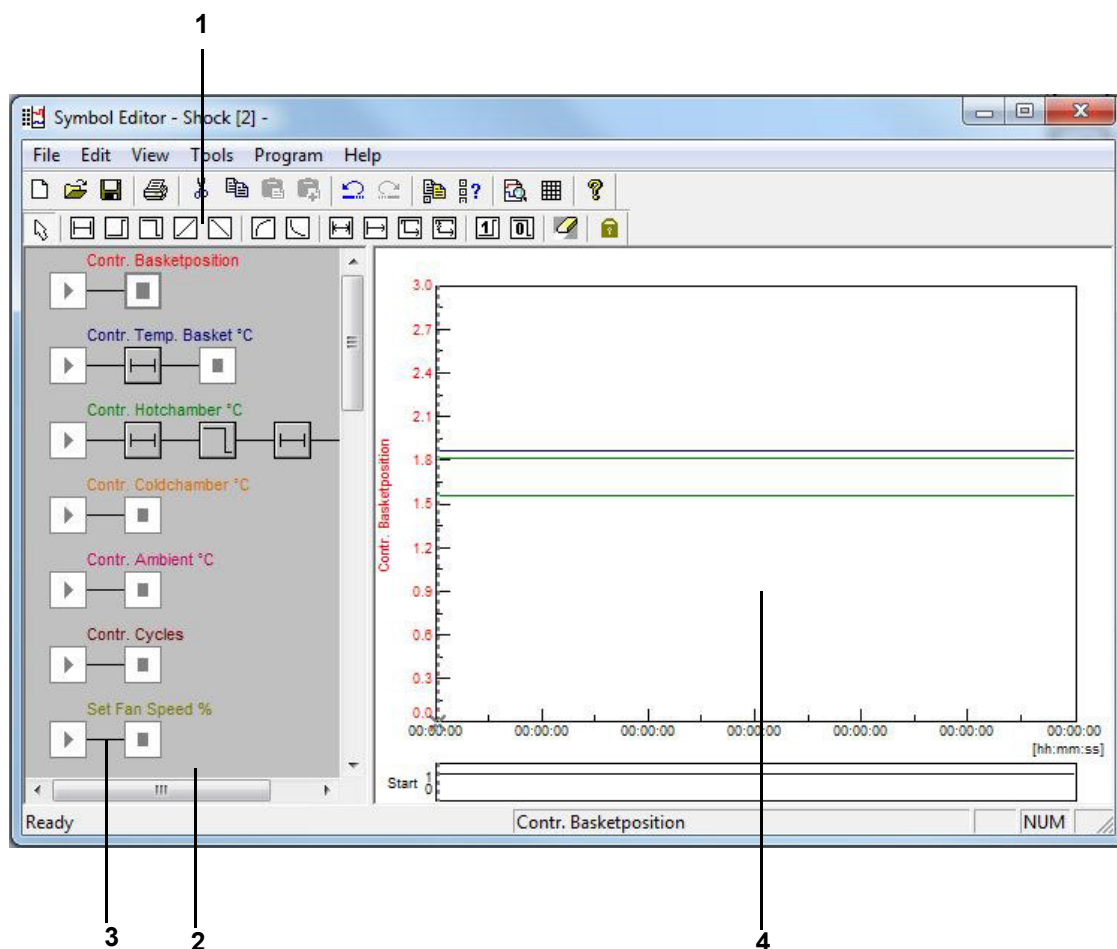 1
Symbol Editor - Shock [2] -
File Edit View Tools Program Help
Contr. Basketposition
Contr. Temp. Basket °C
Contr. Hotchamber °C
Contr. Coldchamber °C
Contr. Ambient °C
Contr. Cycles
Set Fan Speed %
Contr. Basketposition
3.0
2.7
2.4
2.1
1.8
1.5
1.2
0.9
0.6
0.3
0.0
00:00:00 00:00:00 00:00:00 00:00:00 00:00:00 00:00:00 00:00:00
[hh:mm:ss]
Start 1
0
Ready Contr. Basketposition NUM
3 2 4